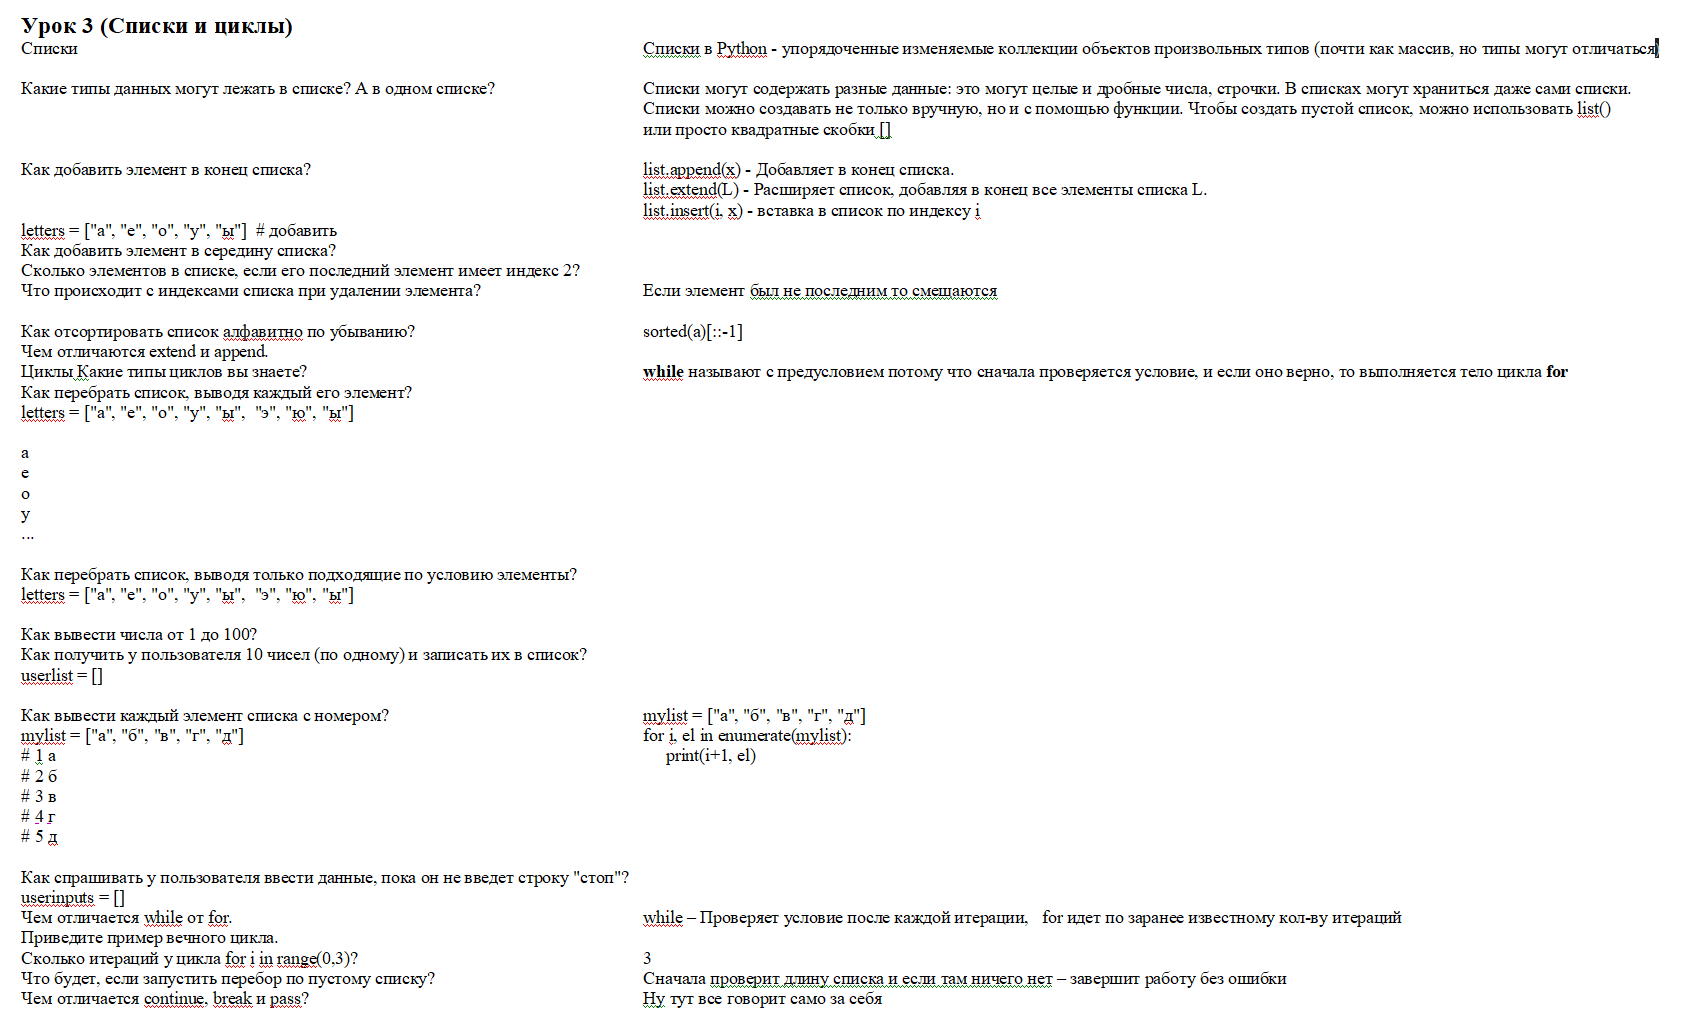 Урок 3 (Списки и циклы)
Списки	Списки в Python - упорядоченные изменяемые коллекции объектов произвольных типов (почти как массив, но типы могут отличаться)
Какие типы данных могут лежать в списке? А в одном списке?	Списки могут содержать разные данные: это могут целые и дробные числа, строчки. В списках могут храниться даже сами списки.
Списки можно создавать не только вручную, но и с помощью функции. Чтобы создать пустой список, можно использовать list()
или просто квадратные скобки []
Как добавить элемент в конец списка?	list.append(x) - Добавляет в конец списка.
list.extend(L) - Расширяет список, добавляя в конец все элементы списка L.
list.insert(i, x) - вставка в список по индексу i
letters = ["а", "е", "о", "у", "ы"]  # добавить
Как добавить элемент в середину списка?
Сколько элементов в списке, если его последний элемент имеет индекс 2?
Что происходит с индексами списка при удалении элемента?	Если элемент был не последним то смешаются
Как отсортировать список алфавитно по убыванию?	sorted(a)[::-1]
Чем отличаются extend и append.
Циклы Какие типы циклов вы знаете?	while называют с предусловием потому что сначала проверяется условие, и если оно верно, то выполняется тело цикла for
Как перебрать список, выводя каждый его элемент?
letters = ["а", "е", "о", "у", "ы",  "э", "ю", "ы"]
а
е
о
у
...
Как перебрать список, выводя только подходящие по условию элементы?
letters = ["а", "е", "о", "у", "ы",  "э", "ю", "ы"]
Как вывести числа от 1 до 100?
Как получить у пользователя 10 чисел (по одному) и записать их в список?
userlist = []
Как вывести каждый элемент списка с номером?	mylist = ["а", "б", "в", "г", "д"]
mylist = ["а", "б", "в", "г", "д"]	for i, el in enumerate(mylist):
# 1 а	print(i+1, el)
# 2 б
# 3 в
# 4 г
# 5 д
Как спрашивать у пользователя ввести данные, пока он не введет строку "стоп"?
userinputs = []
Чем отличается while от for.	while – Проверяет условие после каждой итерации,   for идет по заранее известному кол-ву итераций
Приведите пример вечного цикла.
Сколько итераций у цикла for i in range(0,3)?	3
Что будет, если запустить перебор по пустому списку?	Сначала проверит длину списка и если там ничего нет – завершит работу без ошибки
Чем отличается continue, break и pass?	Ну тут все говорит само за себя